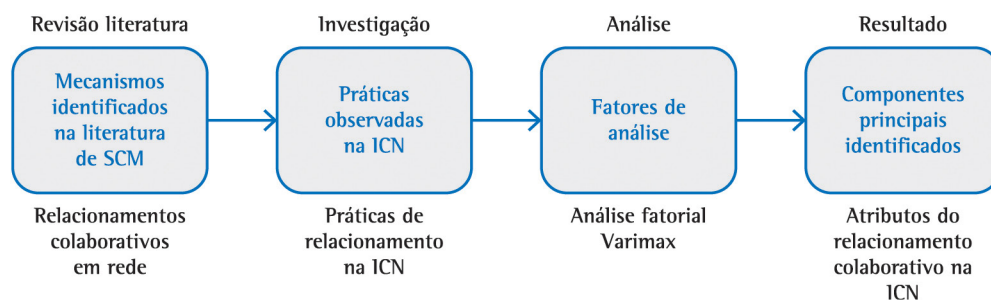 Revisão literatura
Mecanismos
identificados
na literatura
de SCM
Relacionamentos
colaborativos
em rede
Investigação
Práticas
observadas
na ICN
Práticas de
relacionamento
na ICN
Análise
Fatores de
análise
Análise fatorial
Varimax
Resultado
Componentes
principais
identificados
Atributos do
relacionamento
colaborativo na
ICN